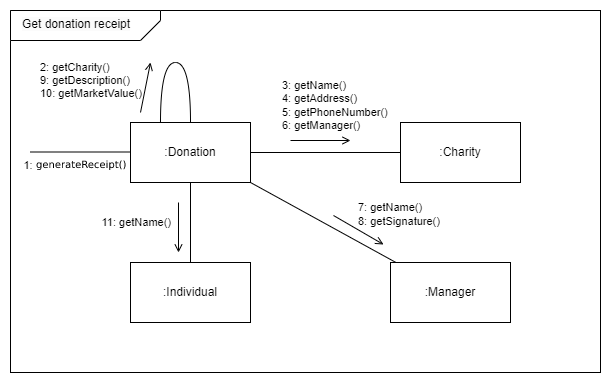 Get donation receipt
2: getCharity()
9: getDescription()
10: getMarketValue()
3: getName()
4: getAddress()
5: getPhoneNumber()
6: getManager()
:Donation
:Charity
1: generateReceipt()
11: getName()
7: getName()
8: getSignature()
:Individual
:Manager